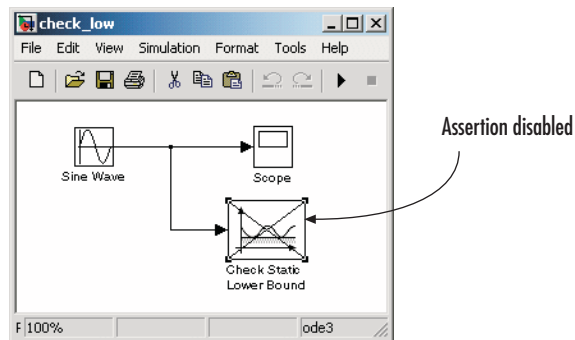 check_low
File Edit View Simulation Format Tools Help
Assertion disabled
Sine Wave
Scope
Check Static
Lower Bound
F 100%
ode3